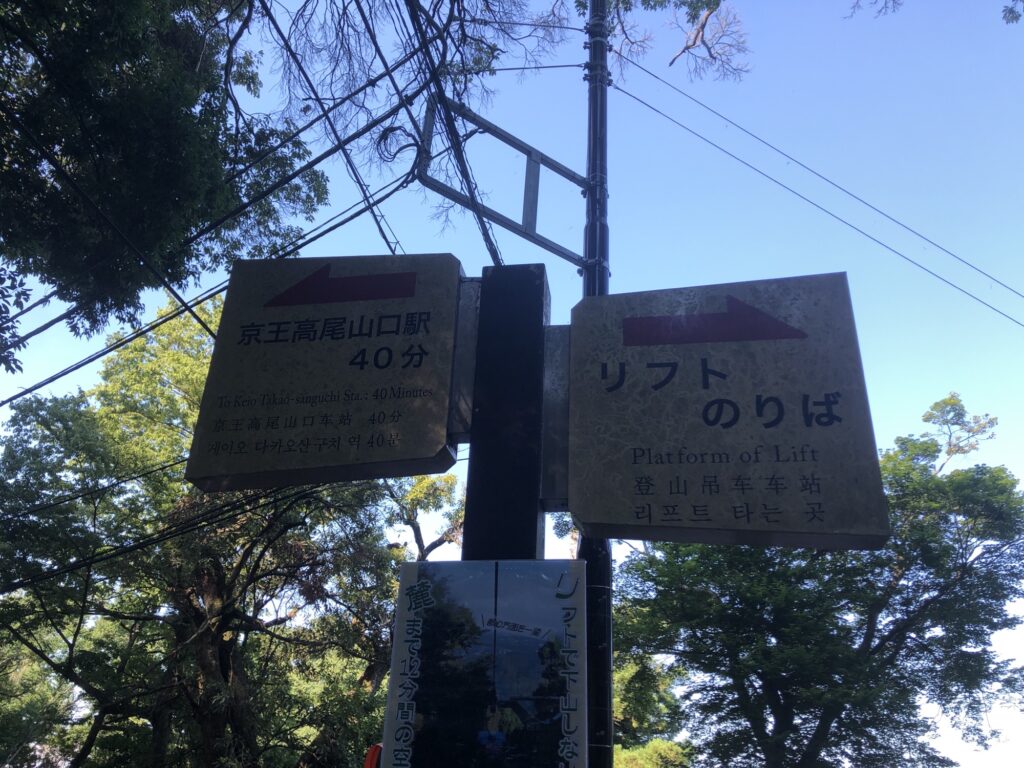 京王高尾山口駅
40分
To Keio Takao-sanguchi Sta.: 40 Minutes
京王高尾山口车站 40分
게이오 다카오산구치 역 40분
リフト
のりば
Platform of Lift
登山吊车车站
리프트 타는 곳
リフトで下山しな
麓まで12分間の空